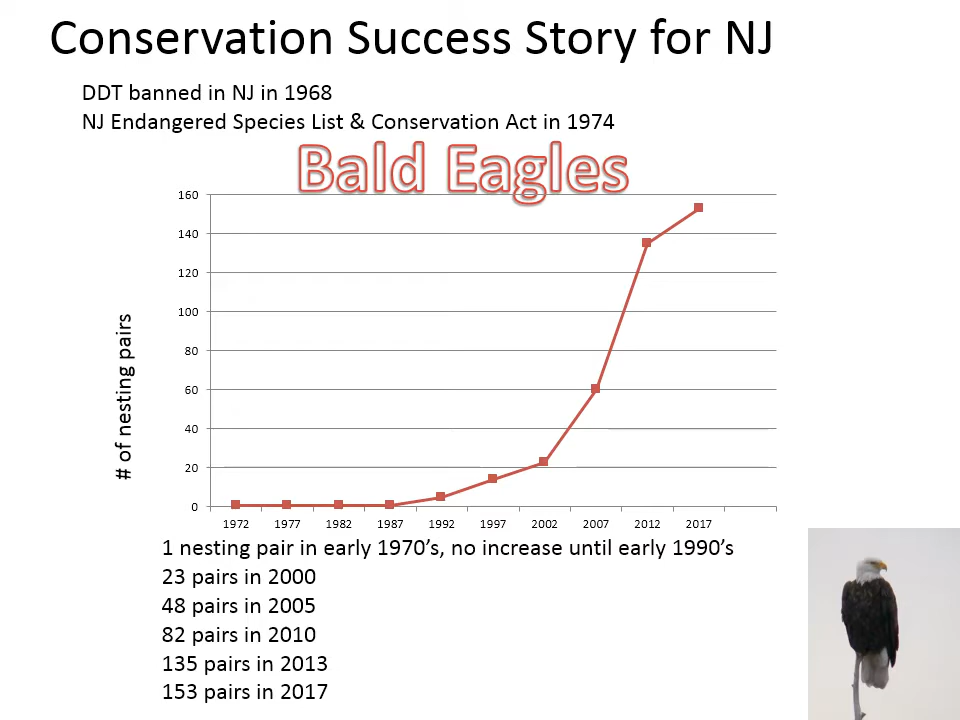 Conservation Success Story for NJ
DDT banned in NJ in 1968
NJ Endangered Species List & Conservation Act in 1974
Bald Eagles
# of nesting pairs
160
140
120
100
80
60
40
20
0
1972 1977 1982 1987 1992 1997 2002 2007 2012 2017
1 nesting pair in early 1970’s, no increase until early 1990’s
23 pairs in 2000
48 pairs in 2005
82 pairs in 2010
135 pairs in 2013
153 pairs in 2017